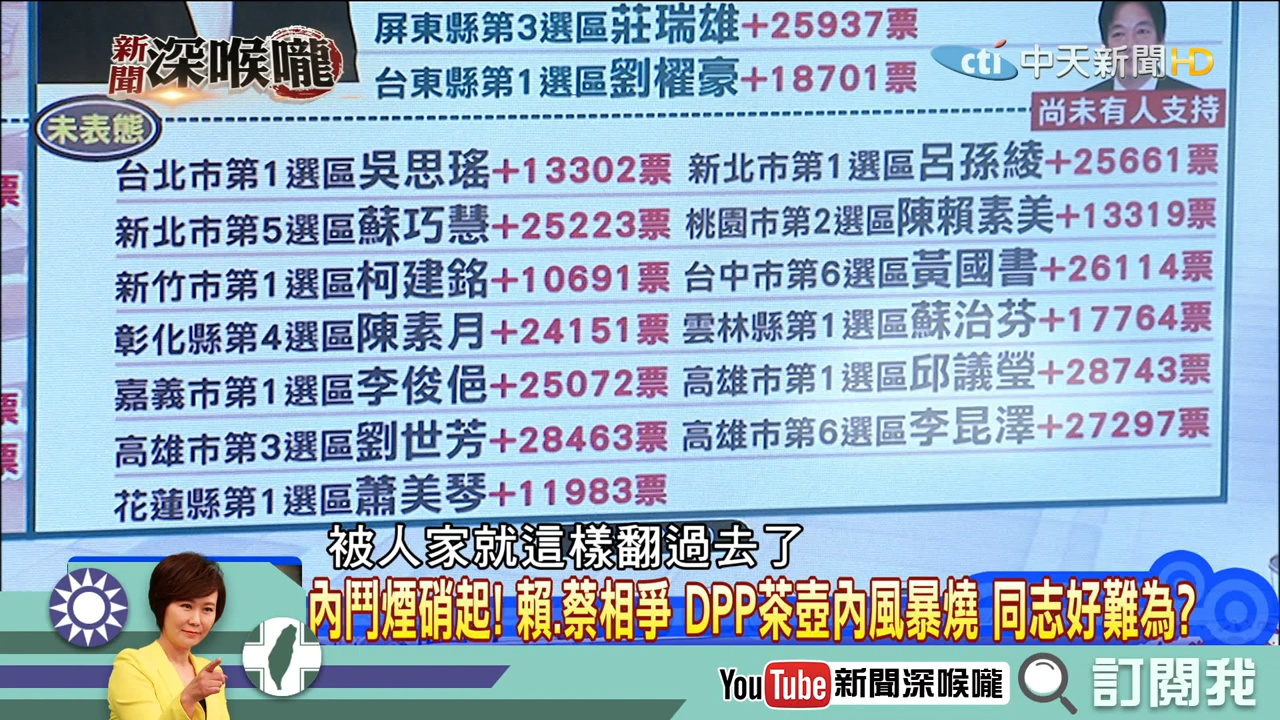 屏東縣第3選區莊瑞雄+25937票
台東縣第1選區劉櫂豪+18701票
新聞深喉嚨
cti 中天新聞HD
尚未有人支持
未表態
票
台北市第1選區吳思瑤+13302票 新北市第1選區呂孫綾+25661票
新北市第5選區蘇巧慧+25223票 桃園市第2選區陳賴素美+13319票
新竹市第1選區柯建銘+10691票 台中市第6選區黃國書+26114票
彰化縣第4選區陳素月+24151票 雲林縣第1選區蘇治芬+17764票
嘉義市第1選區李俊俋+25072票 高雄市第1選區邱議瑩+28743票
票
高雄市第3選區劉世芳+28463票 高雄市第6選區李昆澤+27297票
票
花蓮縣第1選區蕭美琴+11983票
被人家就這樣翻過去了
內鬥煙硝起! 賴.蔡相爭 DPP茶壺內風暴燒 同志好難為?
YouTube 新聞深喉嚨 訂閱我